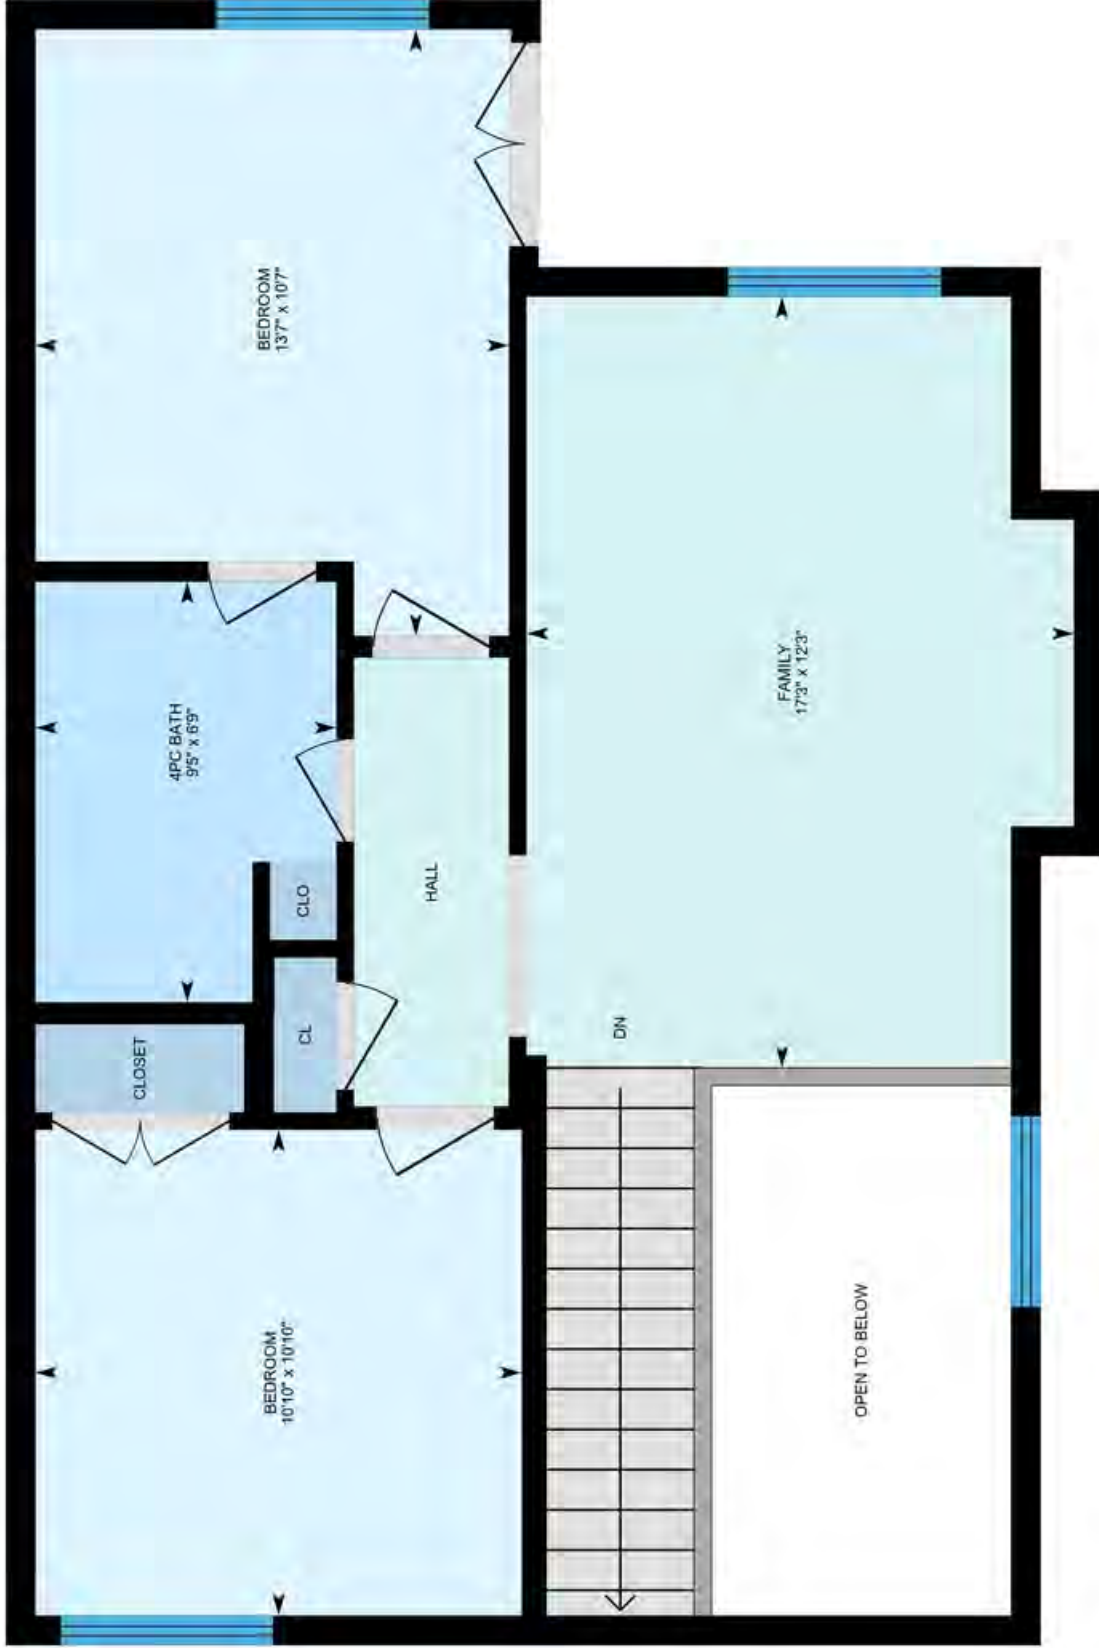 BEDROOM
13'7" x 10'7"
4PC BATH
9'5" x 6'9"
FAMILY
17'3" x 12'3"
HALL
CLO
CL
CLOSET
DN
BEDROOM
10'10" x 10'10"
OPEN TO BELOW